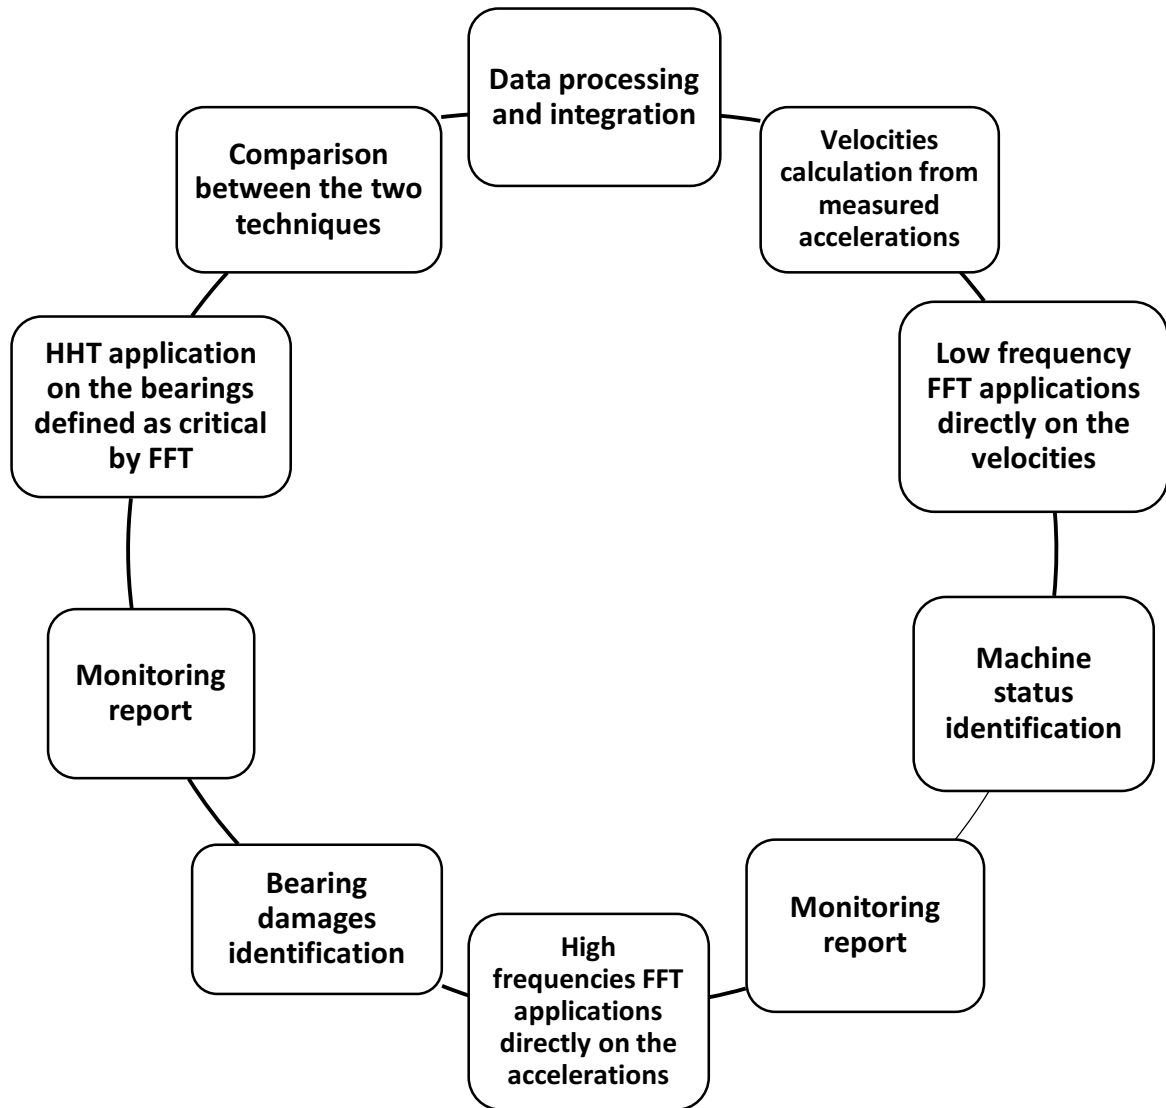 Data processing
and integration
Velocities
calculation from
measured
accelerations
Low frequency
FFT applications
directly on the
velocities
Machine
status
identification
Monitoring
report
High
frequencies FFT
applications
directly on the
accelerations
Bearing
damages
identification
Monitoring
report
HHT application
on the bearings
defined as critical
by FFT
Comparison
between the two
techniques